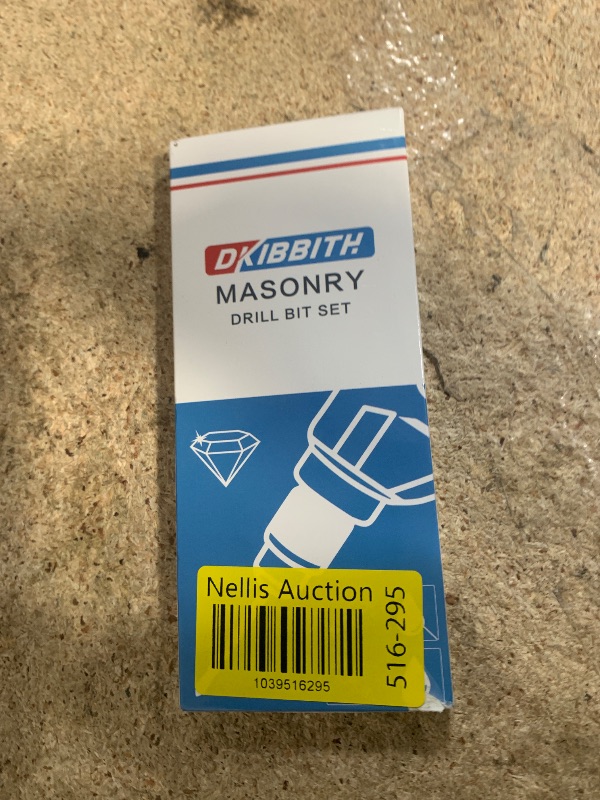 DKIBBITH
MASONRY
DRILL BIT SET
Nellis Auction
1039516295
516-295